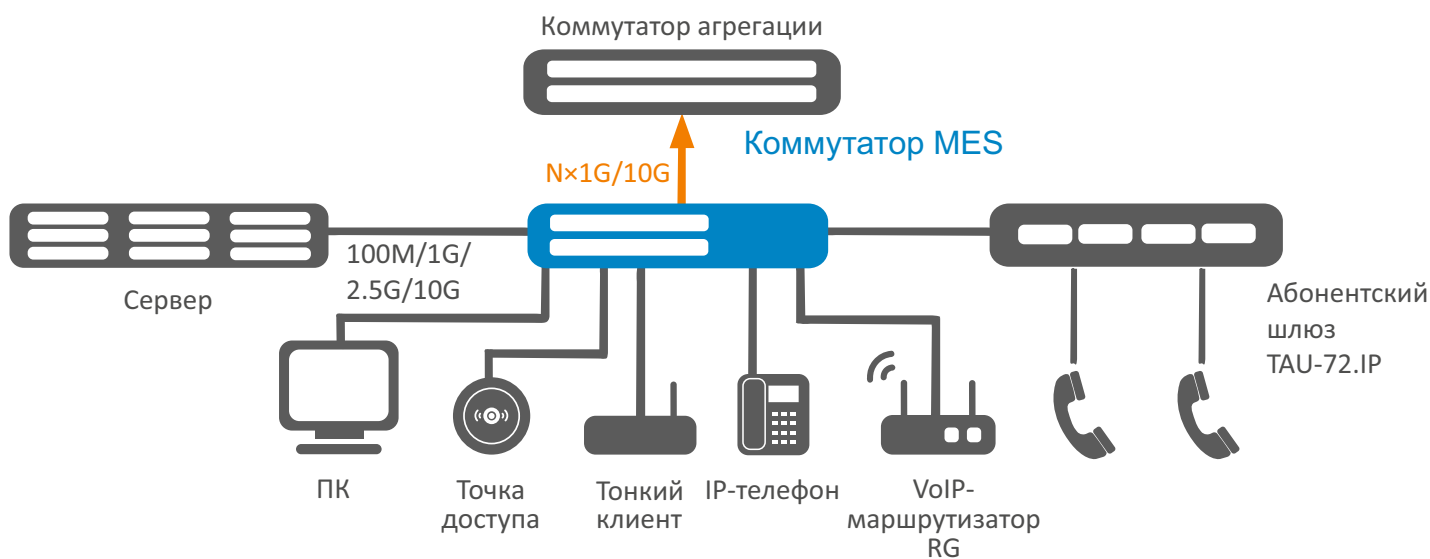 Коммутатор агрегации
Коммутатор MES
N×1G/10G
100M/1G/
2.5G/10G
Сервер
Абонентский
шлюз
TAU-72.IP
ПК
Точка
доступа
Тонкий
клиент
IP-телефон
VoIP-
маршрутизатор
RG